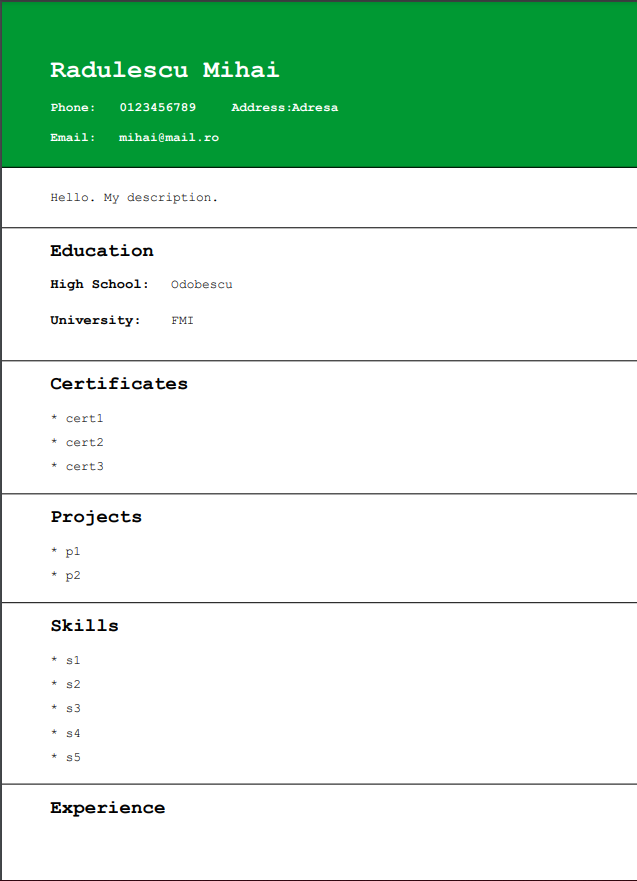 Radulescu Mihai
Phone: 0123456789 Address:Adresa
Email: mihai@mail.ro
Hello. My description.
Education
High School: Odobescu
University: FMI
Certificates
* cert1
* cert2
* cert3
Projects
* p1
* p2
Skills
* s1
* s2
* s3
* s4
* s5
Experience